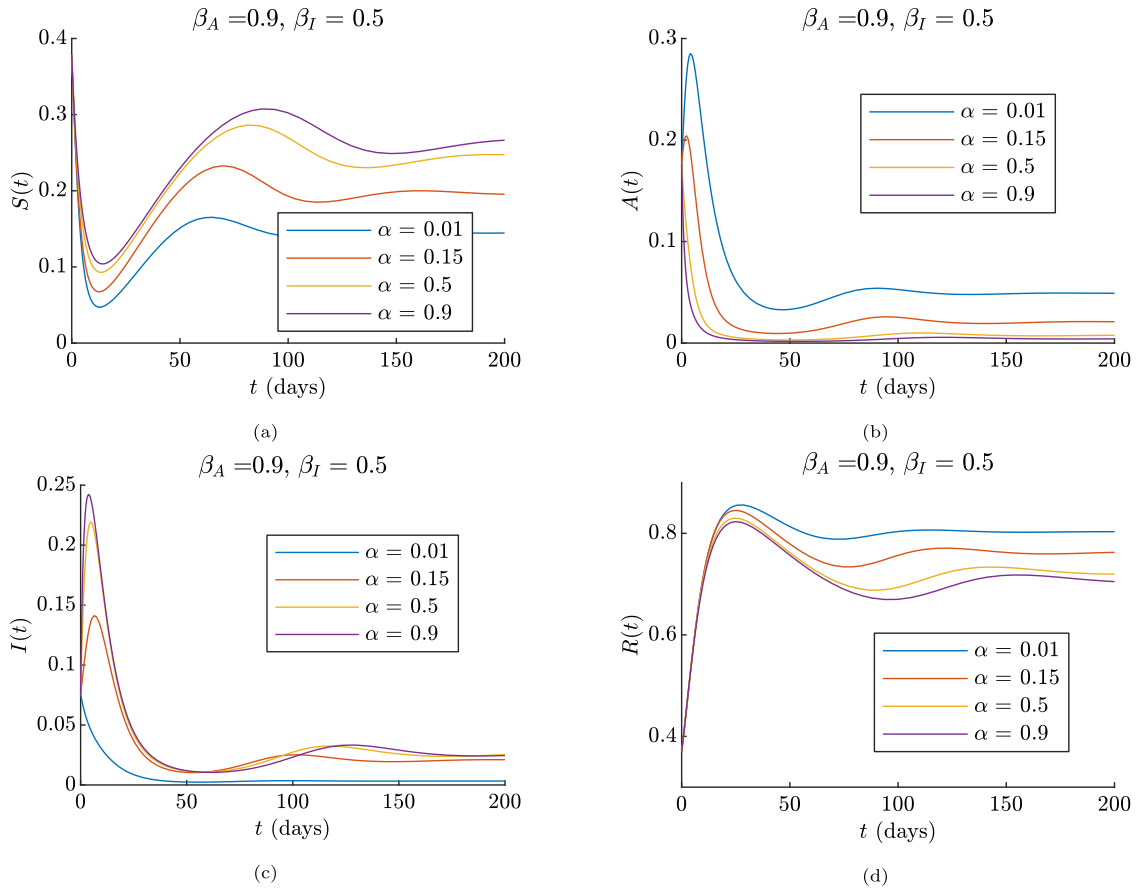 β_A =0.9, β_I = 0.5
S(t)
0.4
0.3
0.2
0.1
0
α = 0.01
α = 0.15
α = 0.5
α = 0.9
0 50 100 150 200
t (days)
(a)
β_A =0.9, β_I = 0.5
A(t)
0.3
0.2
0.1
0
α = 0.01
α = 0.15
α = 0.5
α = 0.9
0 50 100 150 200
t (days)
(b)
β_A =0.9, β_I = 0.5
I(t)
0.25
0.2
0.15
0.1
0.05
0
α = 0.01
α = 0.15
α = 0.5
α = 0.9
0 50 100 150 200
t (days)
(c)
β_A =0.9, β_I = 0.5
R(t)
0.8
0.6
0.4
α = 0.01
α = 0.15
α = 0.5
α = 0.9
0 50 100 150 200
t (days)
(d)